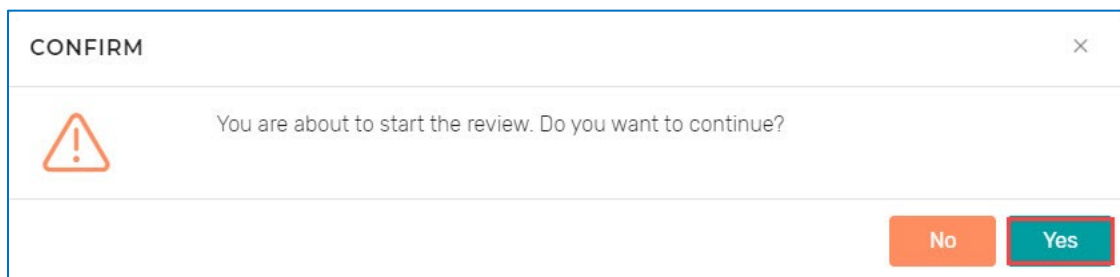 CONFIRM
You are about to start the review. Do you want to continue?
No
Yes